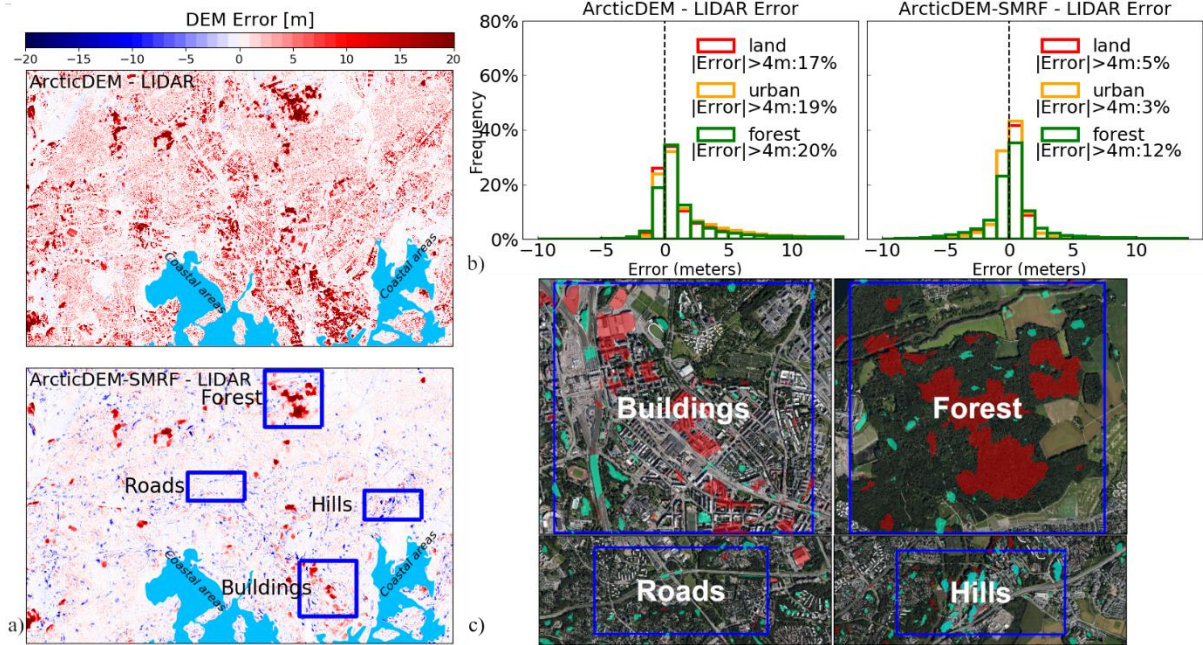 DEM Error [m]
−20 −15 −10 −5 0 5 10 15 20
ArcticDEM - LIDAR
Coastal areas
Coastal areas
ArcticDEM-SMRF - LIDAR
Forest
Roads
Hills
Buildings
Coastal areas
Coastal areas
a)
ArcticDEM - LIDAR Error
80%
60%
40%
20%
0%
Frequency
land
|Error|>4m:17%
urban
|Error|>4m:19%
forest
|Error|>4m:20%
−10 −5 0 5 10
Error (meters)
ArcticDEM-SMRF - LIDAR Error
land
|Error|>4m:5%
urban
|Error|>4m:3%
forest
|Error|>4m:12%
−10 −5 0 5 10
Error (meters)
b)
Buildings
Forest
Roads
Hills
c)